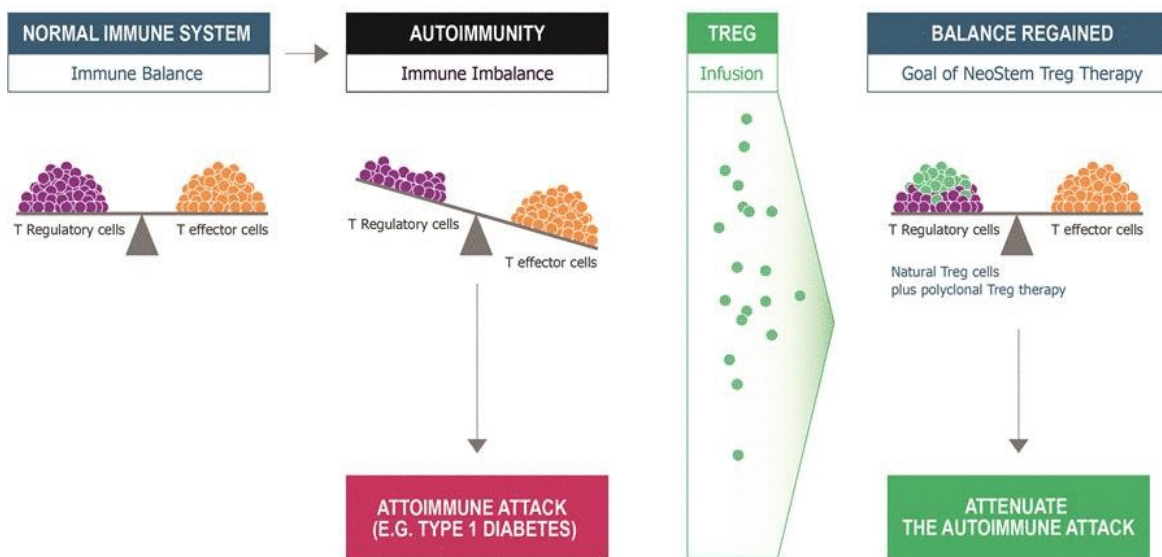 NORMAL IMMUNE SYSTEM
Immune Balance
AUTOIMMUNITY
Immune Imbalance
TREG
Infusion
BALANCE REGAINED
Goal of NeoStem Treg Therapy
T Regulatory cells
T effector cells
T Regulatory cells
T effector cells
T Regulatory cells
T effector cells
Natural Treg cells
plus polyclonal Treg therapy
ATTOIMMUNE ATTACK
(E.G. TYPE 1 DIABETES)
ATTENUATE
THE AUTOIMMUNE ATTACK